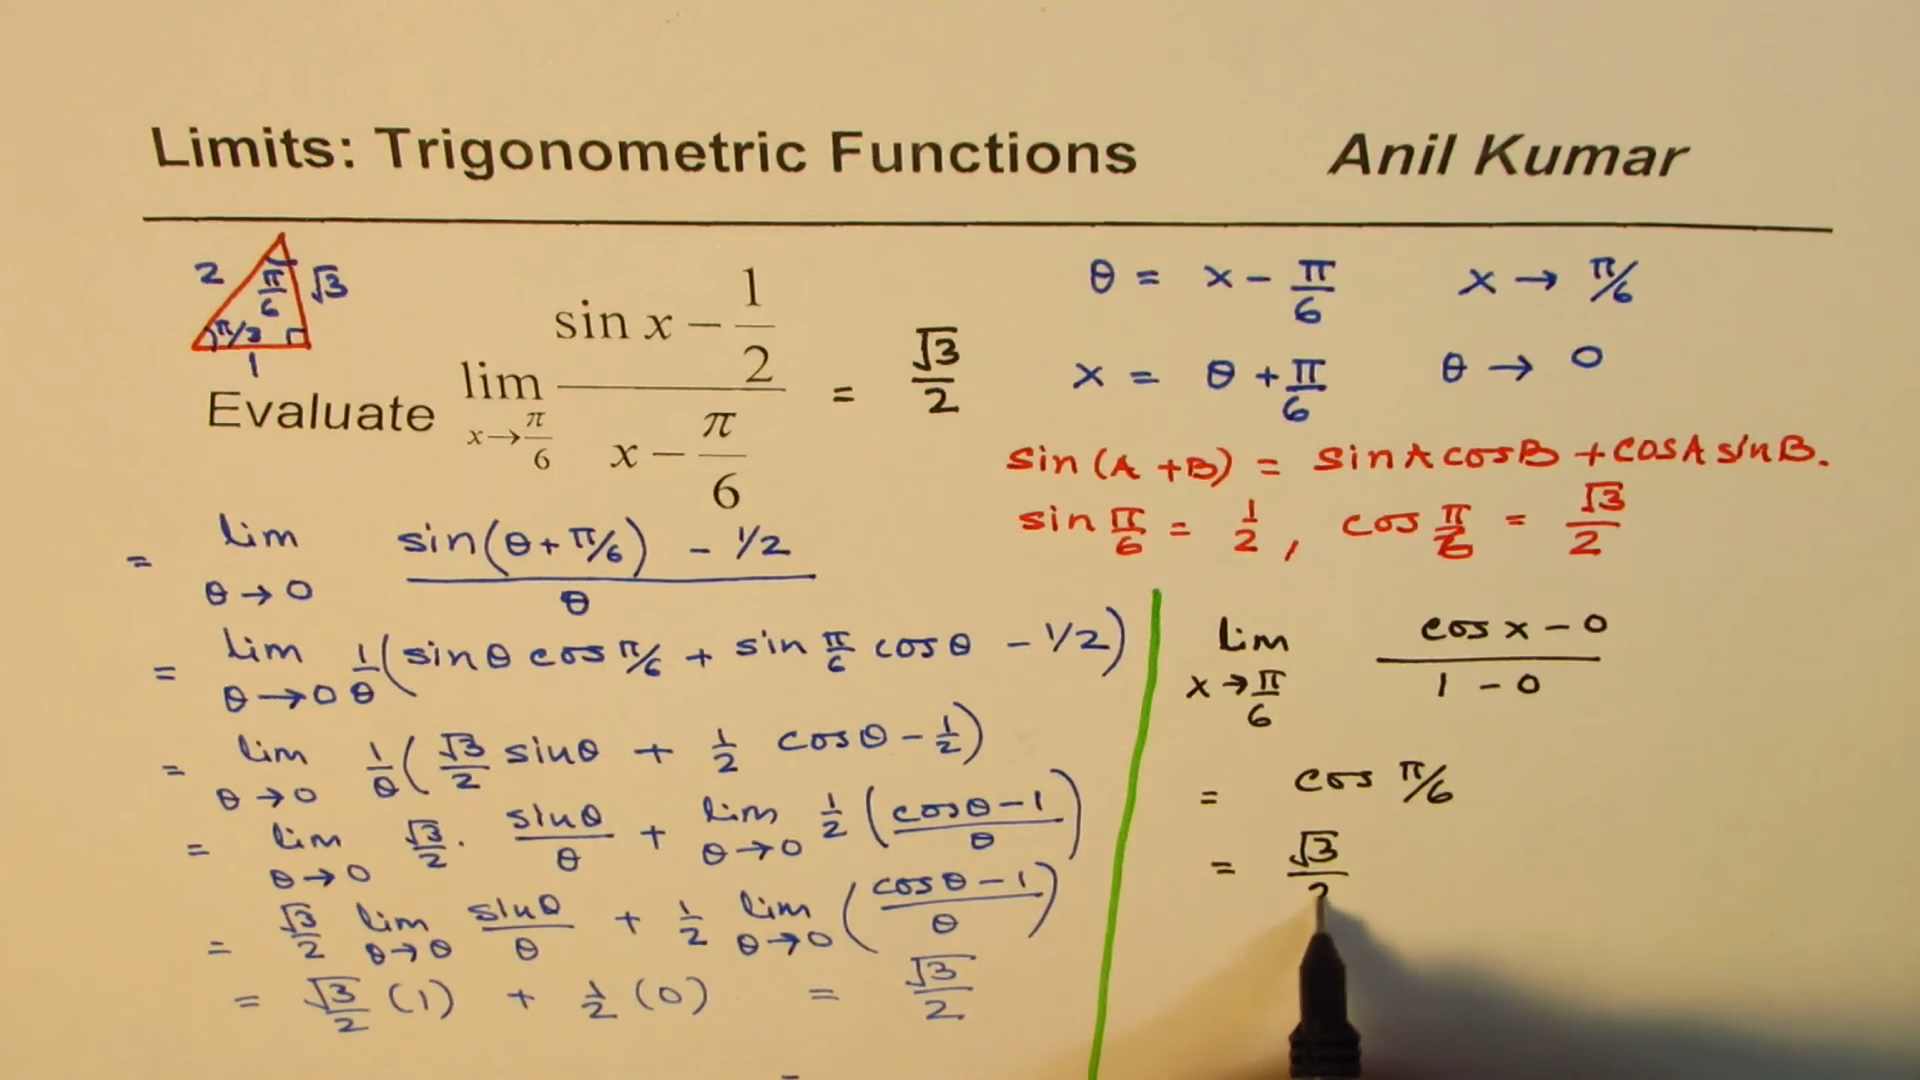 Limits: Trigonometric Functions Anil Kumar
2 π/6 √3
π/3
1
Evaluate lim x→π/6 (sin x − 1/2)/(x − π/6) = √3/2
θ = x − π/6 x → π/6
x = θ + π/6 θ → 0
sin(A+B) = sinA cosB + cosA sinB.
sin π/6 = 1/2, cos π/6 = √3/2
= lim θ→0 (sin(θ+π/6) − 1/2)/θ
= lim θ→0 1/θ (sinθ cos π/6 + sin π/6 cosθ − 1/2)
= lim θ→0 1/θ (√3/2 sinθ + 1/2 cosθ − 1/2)
= lim θ→0 √3/2 · sinθ/θ + lim θ→0 1/2 ((cosθ−1)/θ)
= √3/2 lim θ→θ sinθ/θ + 1/2 lim θ→0 ((cosθ−1)/θ)
= √3/2 (1) + 1/2 (0) = √3/2
lim x→π/6 (cos x − 0)/(1 − 0)
= cos π/6
= √3/2